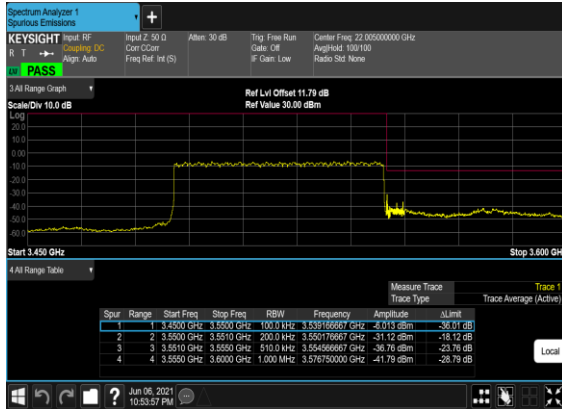 Spectrum Analyzer 1
Spurious Emissions
+
KEYSIGHT Input: RF Input Z: 50 Ω Atten: 30 dB Trig: Free Run Center Freq: 22.005000000 GHz
R T Coupling: DC Corr CCorr Gate: Off Avg|Hold: 100/100
Align: Auto Freq Ref: Int (S) IF Gain: Low Radio Std: None
PASS
3 All Range Graph
Ref Lvl Offset 11.79 dB
Scale/Div 10.0 dB Ref Value 30.00 dBm
Log
20.0
10.0
0.00
-10.0
-20.0
-30.0
-40.0
-50.0
-60.0
Start 3.450 GHz Stop 3.600 GH
4 All Range Table
Measure Trace Trace 1
Trace Type Trace Average (Active)
Spur Range Start Freq Stop Freq RBW Frequency Amplitude ΔLimit
1 1 3.4500 GHz 3.5500 GHz 100.0 kHz 3.539166667 GHz -6.013 dBm -36.01 dB
2 2 3.5500 GHz 3.5510 GHz 200.0 kHz 3.550176667 GHz -31.12 dBm -18.12 dB
3 3 3.5510 GHz 3.5550 GHz 510.0 kHz 3.554566667 GHz -36.76 dBm -23.76 dB
4 4 3.5550 GHz 3.6000 GHz 1.000 MHz 3.576750000 GHz -41.79 dBm -28.79 dB
Local
? Jun 06, 2021
10:53:57 PM